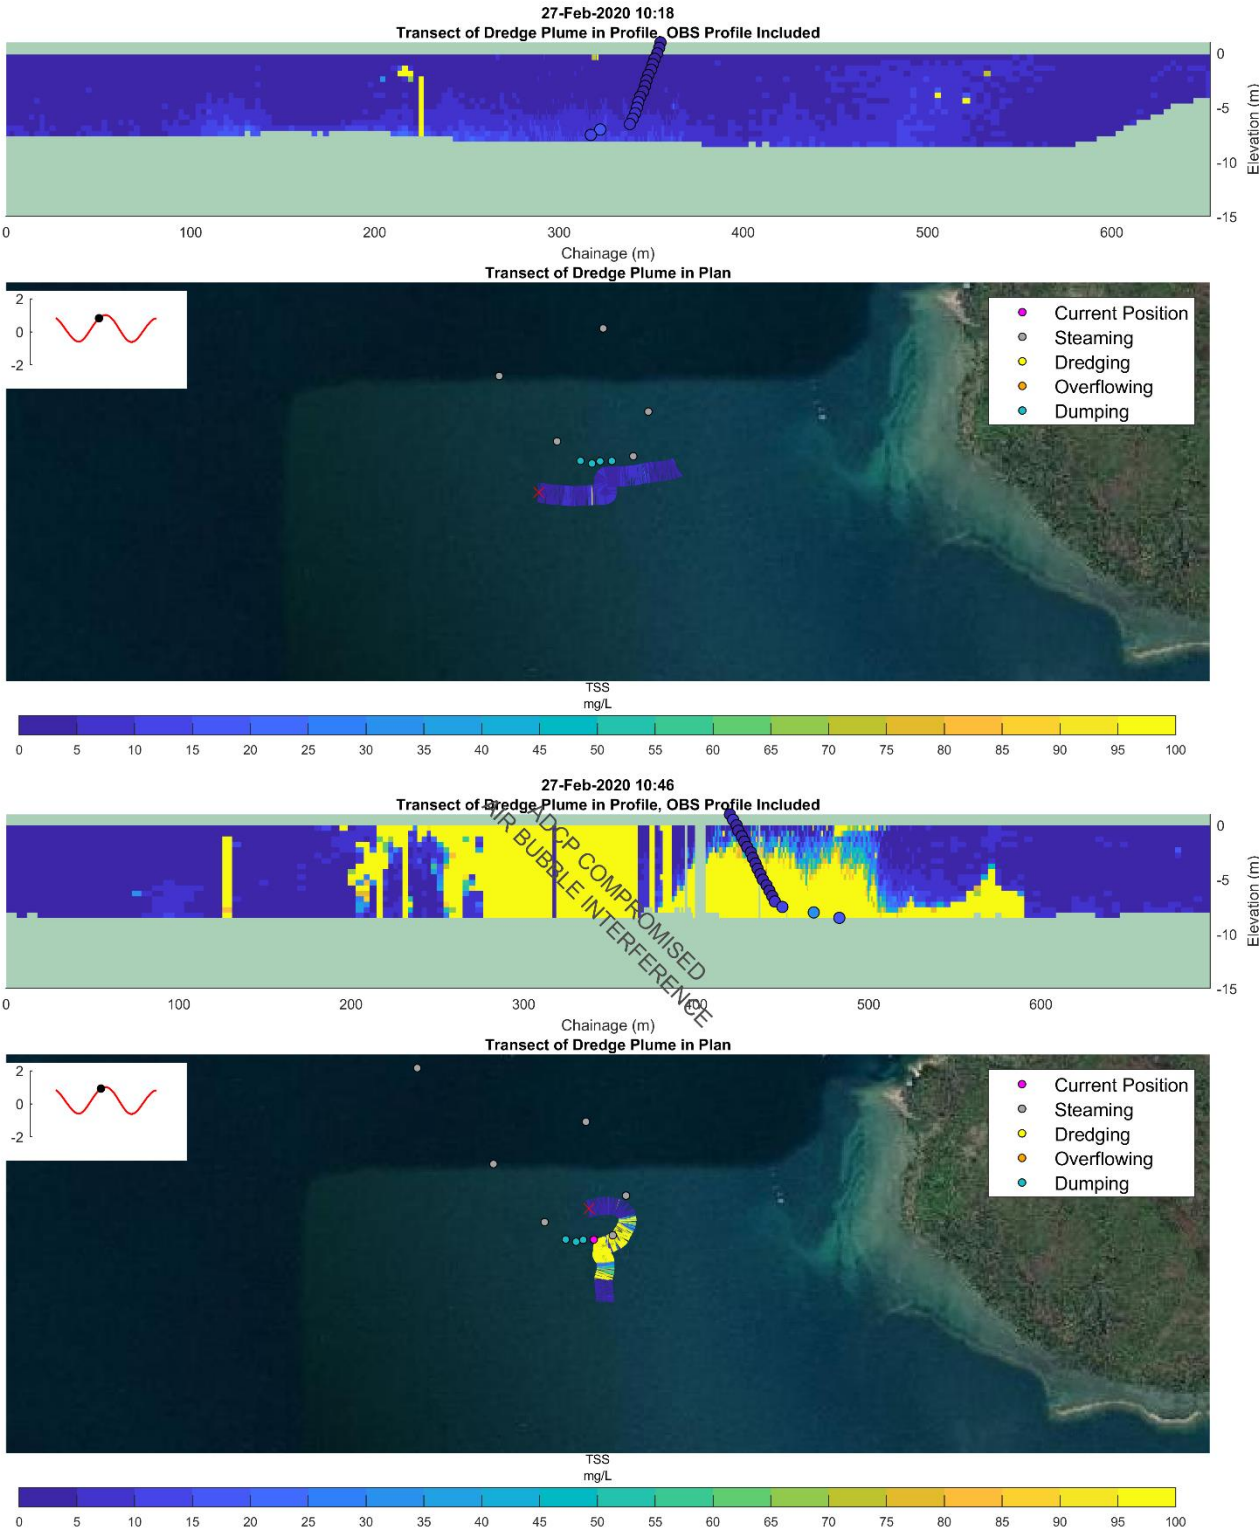 27-Feb-2020 10:18
Transect of Dredge Plume in Profile, OBS Profile Included
0
-5
-10
-15
Elevation (m)
0 100 200 300 400 500 600
Chainage (m)
Transect of Dredge Plume in Plan
2
0
-2
Current Position
Steaming
Dredging
Overflowing
Dumping
TSS
mg/L
0 5 10 15 20 25 30 35 40 45 50 55 60 65 70 75 80 85 90 95 100
27-Feb-2020 10:46
Transect of Dredge Plume in Profile, OBS Profile Included
ADCP COMPROMISED
AIR BUBBLE INTERFERENCE
0
-5
-10
-15
Elevation (m)
0 100 200 300 400 500 600
Chainage (m)
Transect of Dredge Plume in Plan
2
0
-2
Current Position
Steaming
Dredging
Overflowing
Dumping
TSS
mg/L
0 5 10 15 20 25 30 35 40 45 50 55 60 65 70 75 80 85 90 95 100